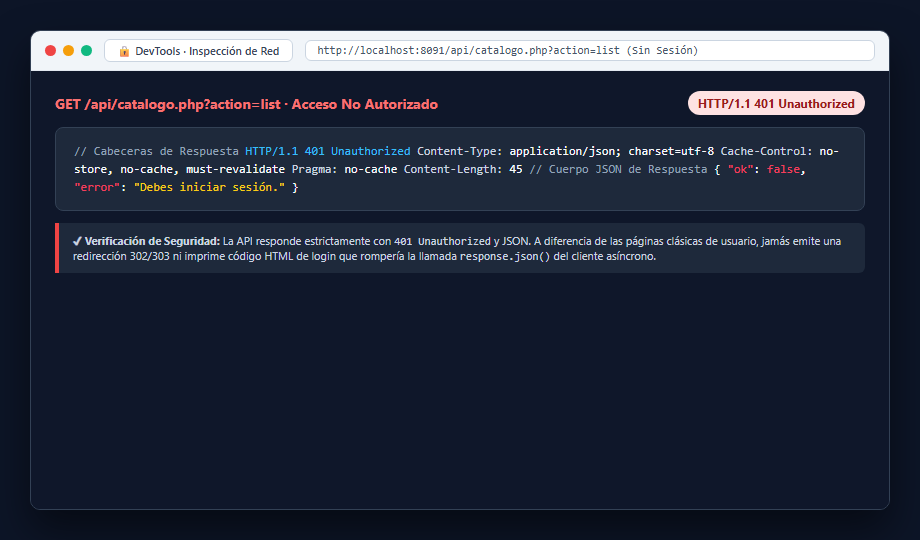 DevTools · Inspección de Red
http://localhost:8091/api/catalogo.php?action=list (Sin Sesión)
GET /api/catalogo.php?action=list · Acceso No Autorizado
HTTP/1.1 401 Unauthorized
// Cabeceras de Respuesta HTTP/1.1 401 Unauthorized Content-Type: application/json; charset=utf-8 Cache-Control: no-
store, no-cache, must-revalidate Pragma: no-cache Content-Length: 45 // Cuerpo JSON de Respuesta { "ok": false,
"error": "Debes iniciar sesión." }
✔ Verificación de Seguridad: La API responde estrictamente con 401 Unauthorized y JSON. A diferencia de las páginas clásicas de usuario, jamás emite una
redirección 302/303 ni imprime código HTML de login que rompería la llamada response.json() del cliente asíncrono.